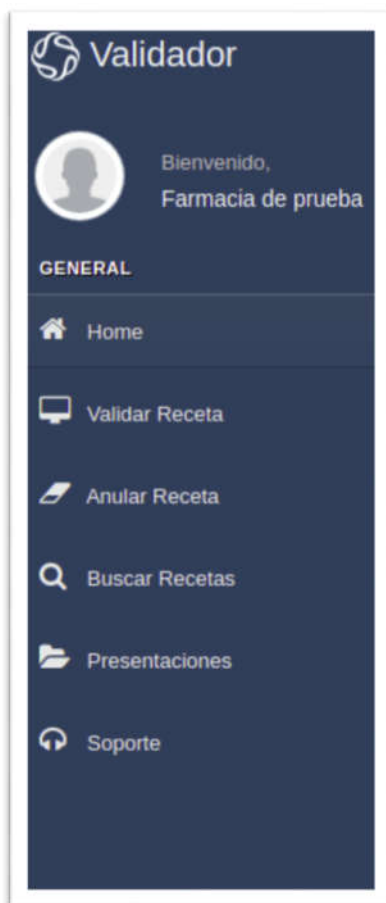 Validador
Bienvenido,
Farmacia de prueba
GENERAL
Home
Validar Receta
Anular Receta
Buscar Recetas
Presentaciones
Soporte